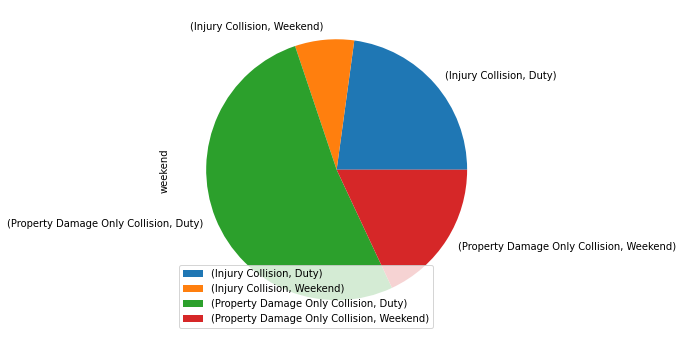 (Injury Collision, Weekend)
(Injury Collision, Duty)
weekend
(Property Damage Only Collision, Duty)
(Property Damage Only Collision, Weekend)
(Injury Collision, Duty)
(Injury Collision, Weekend)
(Property Damage Only Collision, Duty)
(Property Damage Only Collision, Weekend)